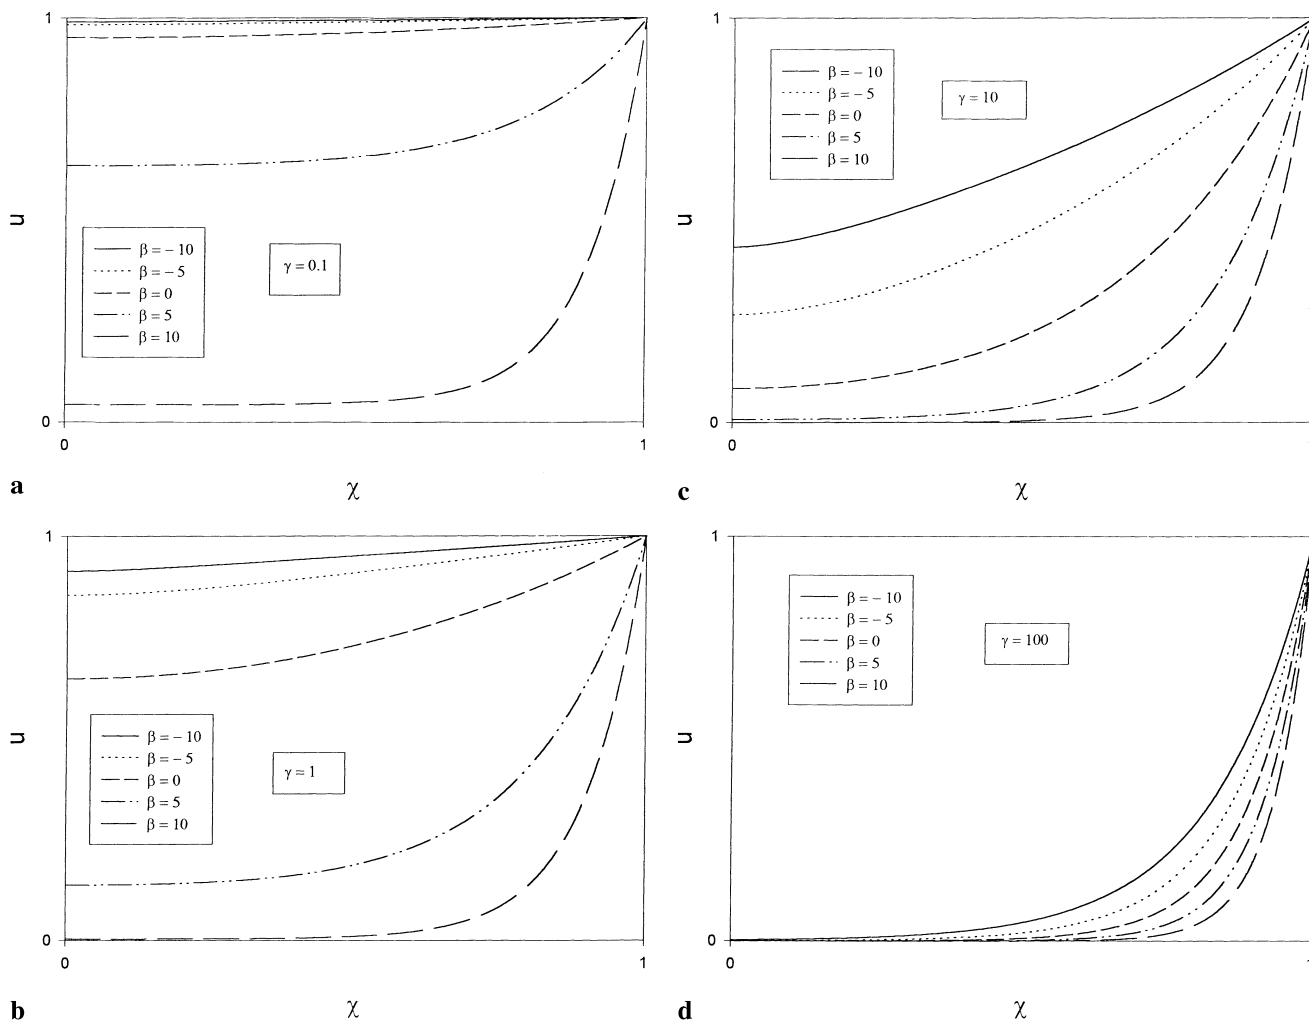 1
u
β = − 10
β = − 5
β = 0
β = 5
β = 10
γ = 0.1
0
0
1
a
χ
1
u
β = − 10
β = − 5
β = 0
β = 5
β = 10
γ = 10
0
0
1
c
χ
1
u
β = − 10
β = − 5
β = 0
β = 5
β = 10
γ = 1
0
0
1
b
χ
1
u
β = − 10
β = − 5
β = 0
β = 5
β = 10
γ = 100
0
0
1
d
χ